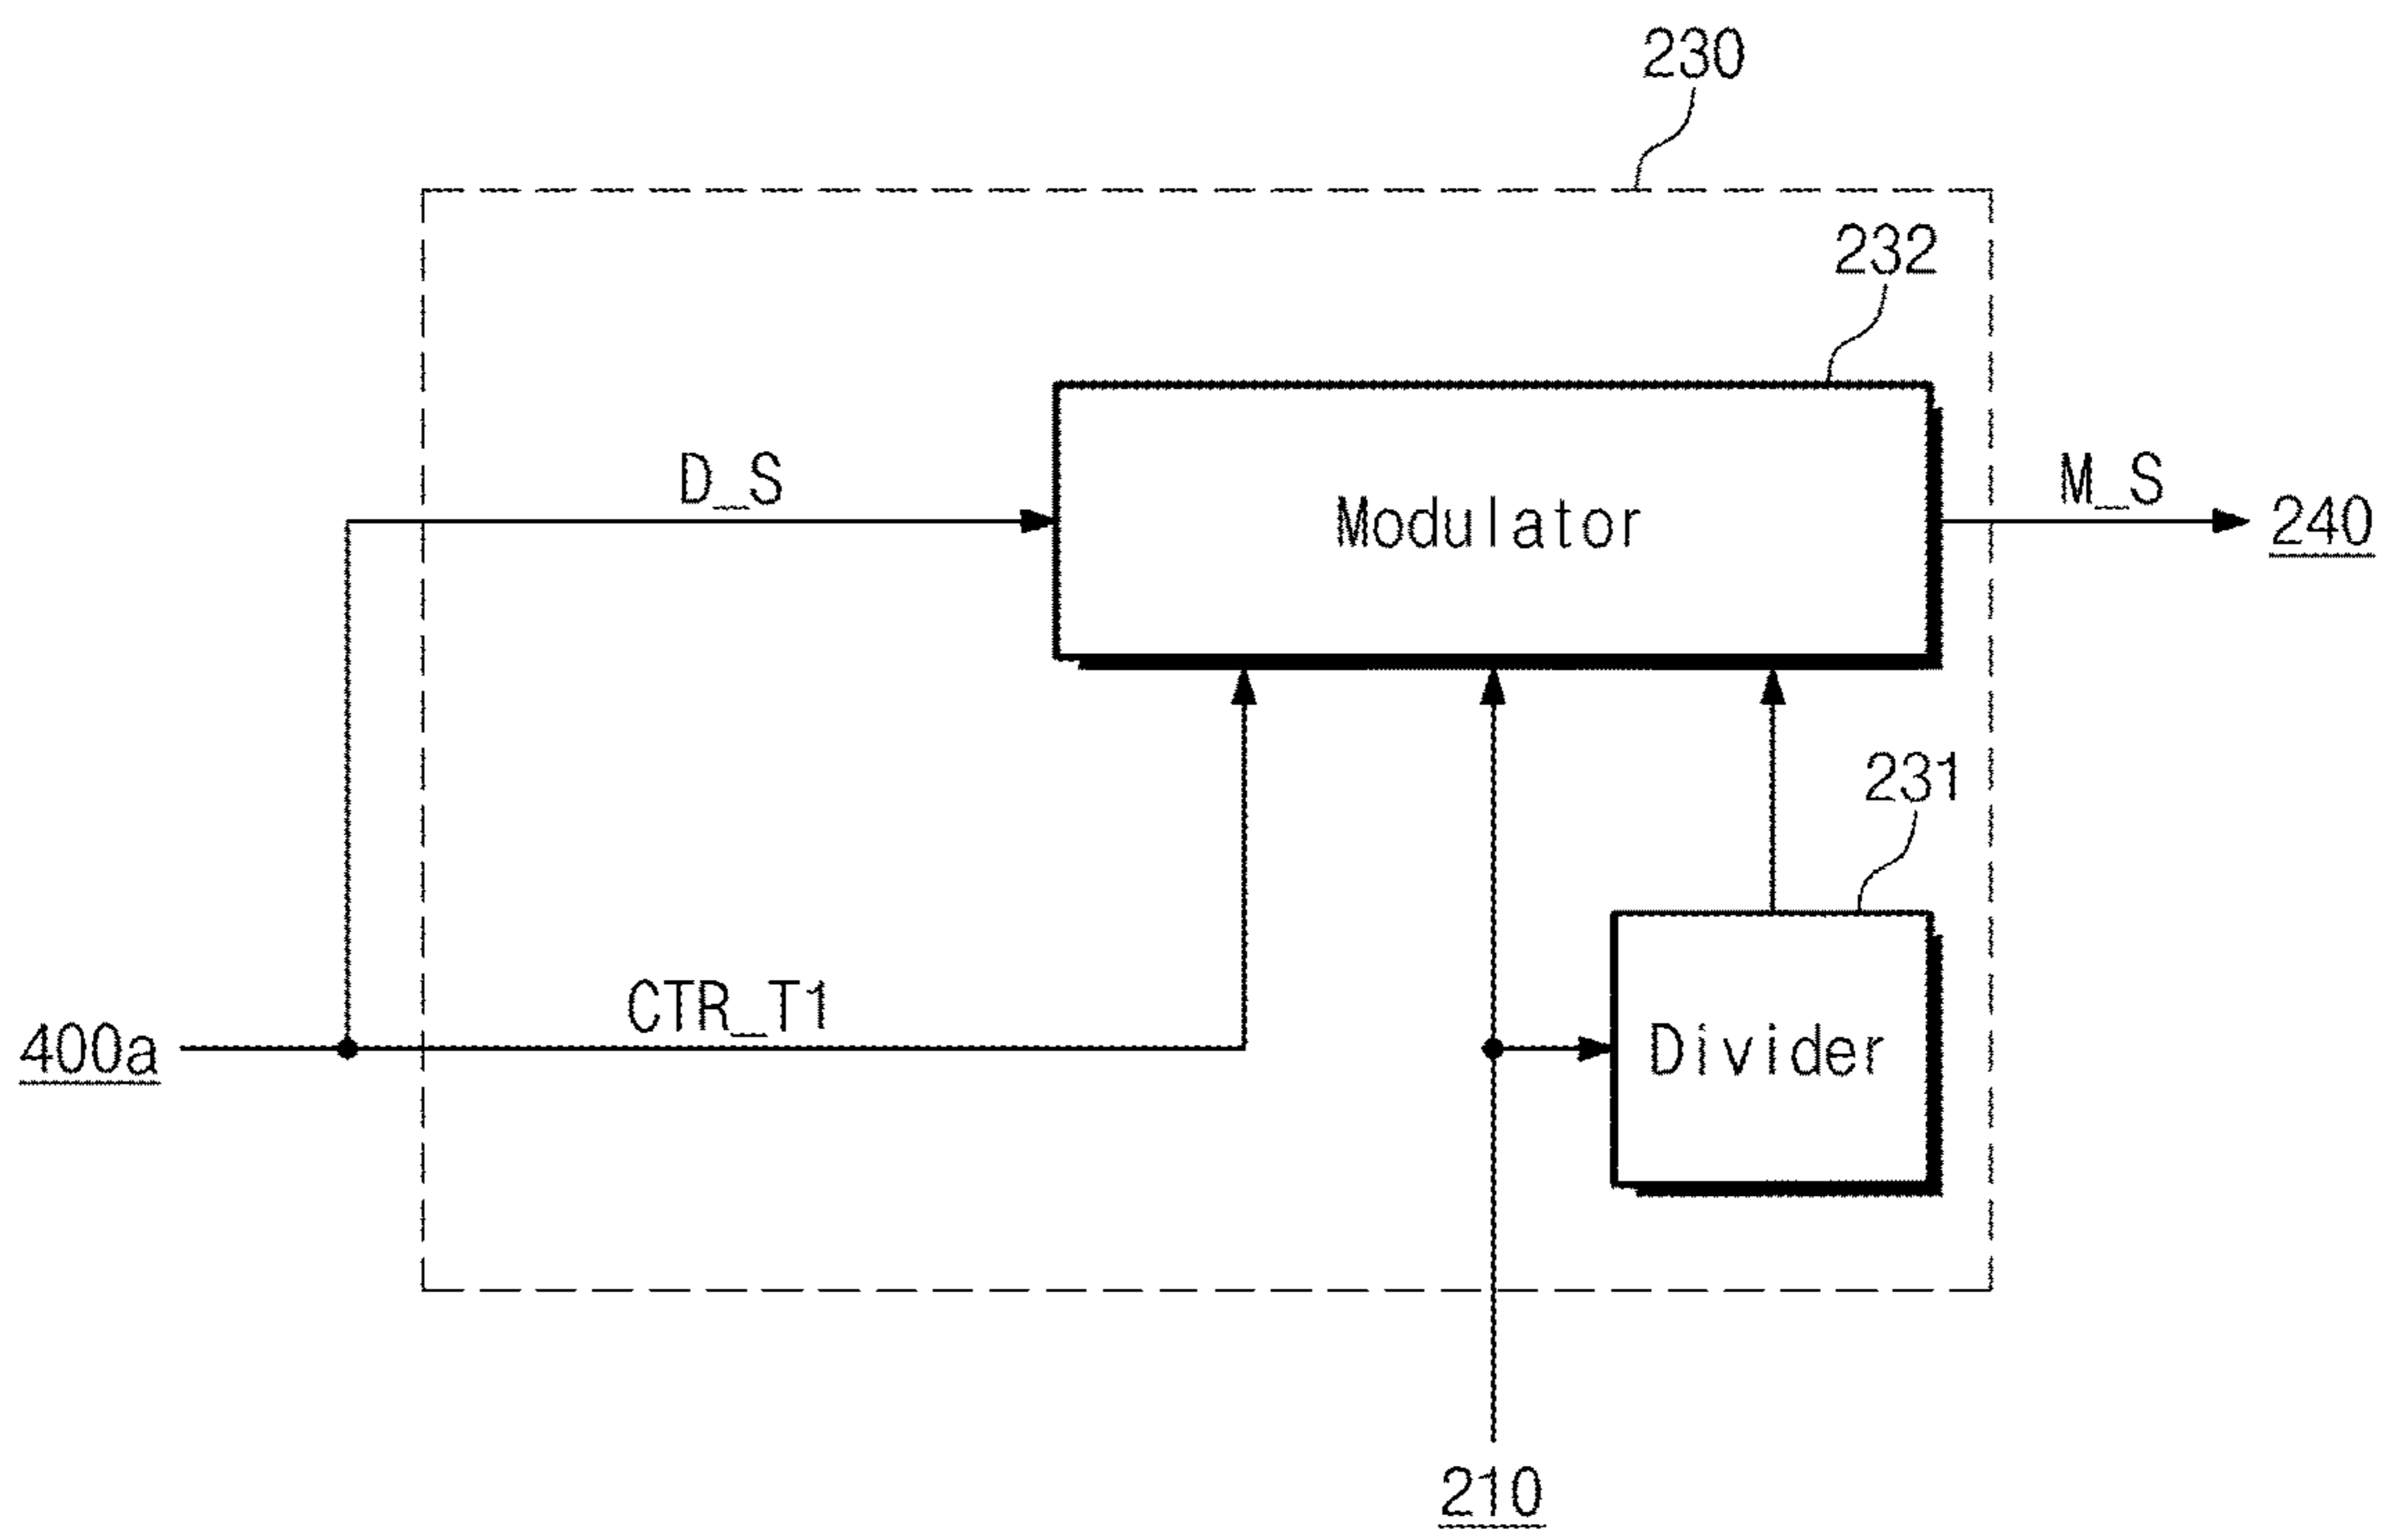 230
232
D_S
M_S
Modulator
240
231
CTR_T1
400a
Divider
210